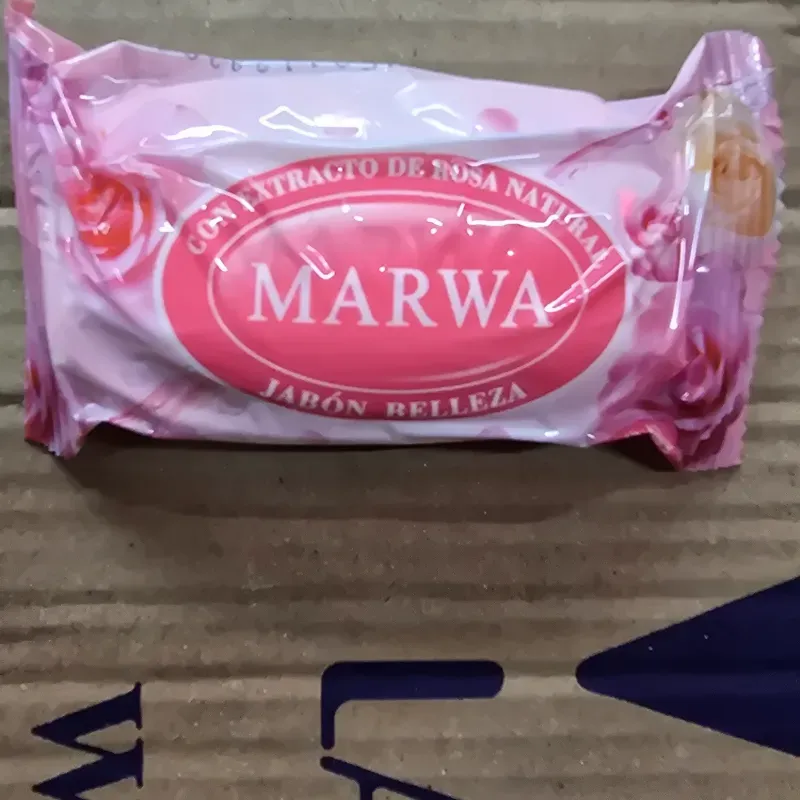 CON EXTRACTO DE ROSA NATURAL
MARWA
JABÓN BELLEZA